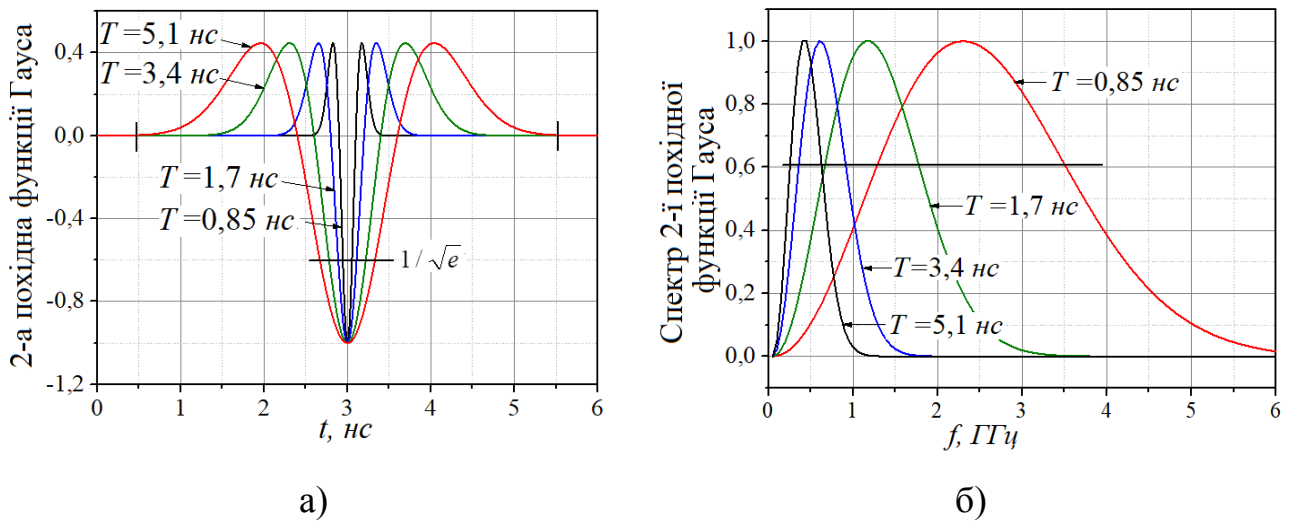 2-а похідна функції Гауса
0,4
0,0
-0,4
-0,8
-1,2
T =5,1 нс
T =3,4 нс
T =1,7 нс
T =0,85 нс
1/√e
0 1 2 3 4 5 6
t, нс
а)
Спектр 2-ї похідної
функції Гауса
1,0
0,8
0,6
0,4
0,2
0,0
T =0,85 нс
T =1,7 нс
T=3,4 нс
T =5,1 нс
0 1 2 3 4 5 6
f, ГГц
б)